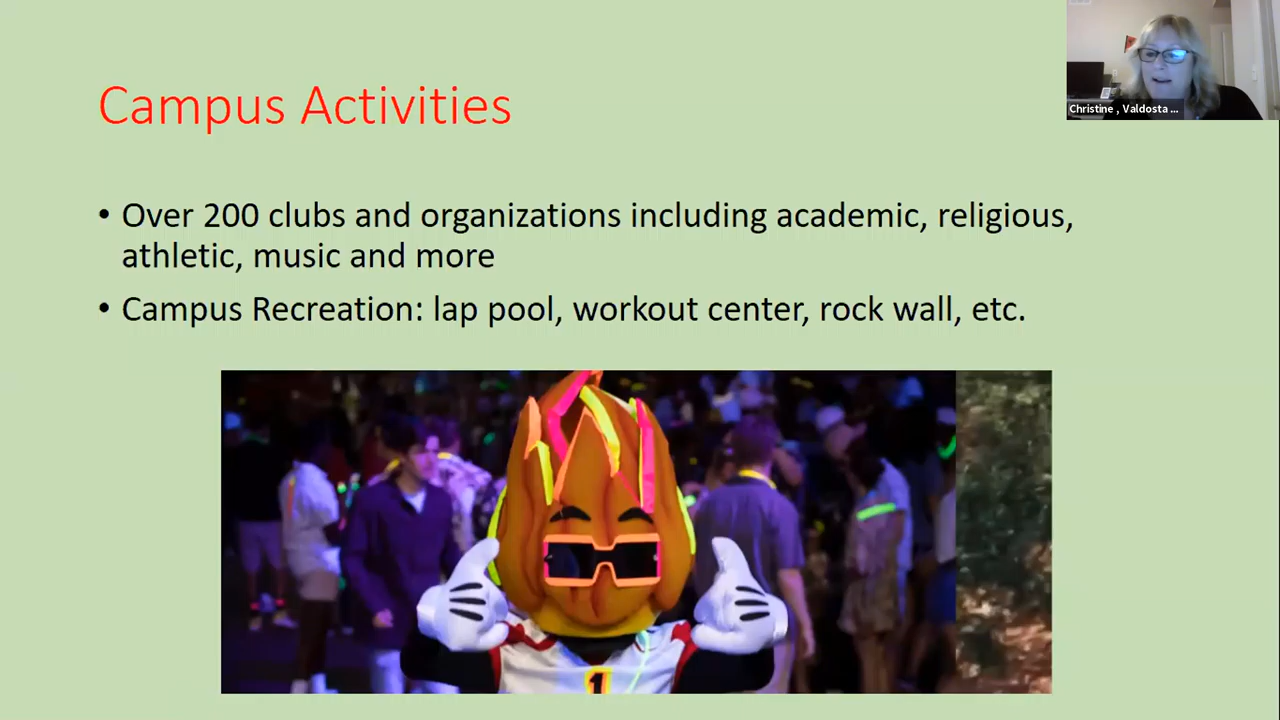 Campus Activities
• Over 200 clubs and organizations including academic, religious,
athletic, music and more
• Campus Recreation: lap pool, workout center, rock wall, etc.
Christine , Valdosta ...
1